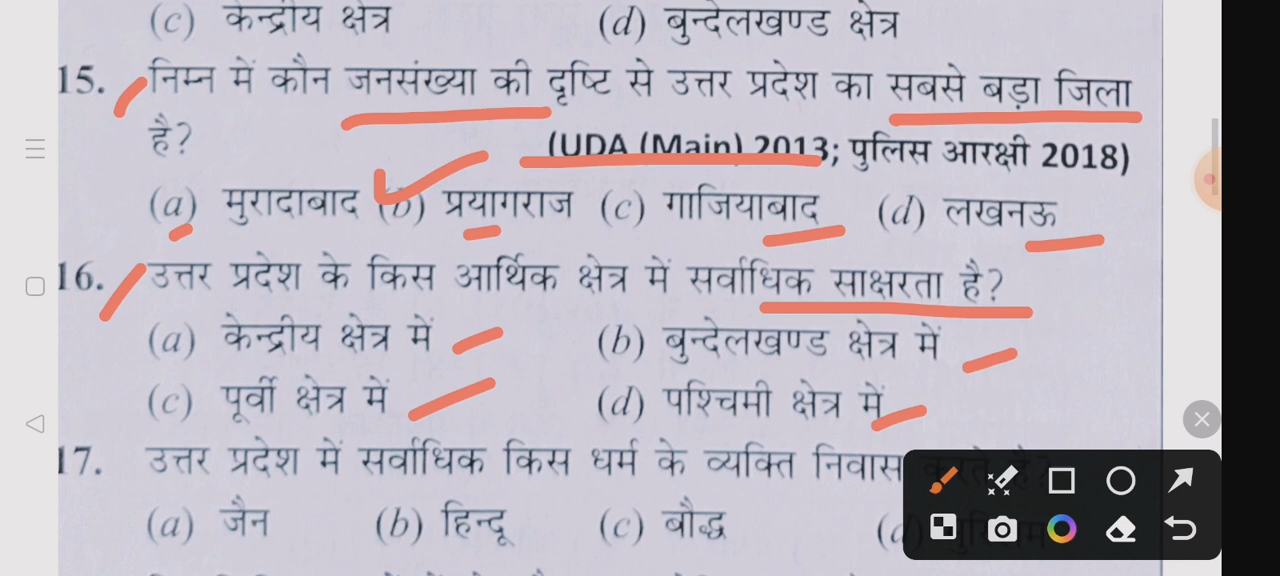 (c) केन्द्रीय क्षेत्र (d) बुन्देलखण्ड क्षेत्र
15. निम्न में कौन जनसंख्या की दृष्टि से उत्तर प्रदेश का सबसे बड़ा जिला
है? (UDA (Main) 2013; पुलिस आरक्षी 2018)
(a) मुरादाबाद (b) प्रयागराज (c) गाजियाबाद (d) लखनऊ
16. उत्तर प्रदेश के किस आर्थिक क्षेत्र में सर्वाधिक साक्षरता है?
(a) केन्द्रीय क्षेत्र में (b) बुन्देलखण्ड क्षेत्र में
(c) पूर्वी क्षेत्र में (d) पश्चिमी क्षेत्र में
17. उत्तर प्रदेश में सर्वाधिक किस धर्म के व्यक्ति निवास करते हैं?
(a) जैन (b) हिन्दू (c) बौद्ध (d)